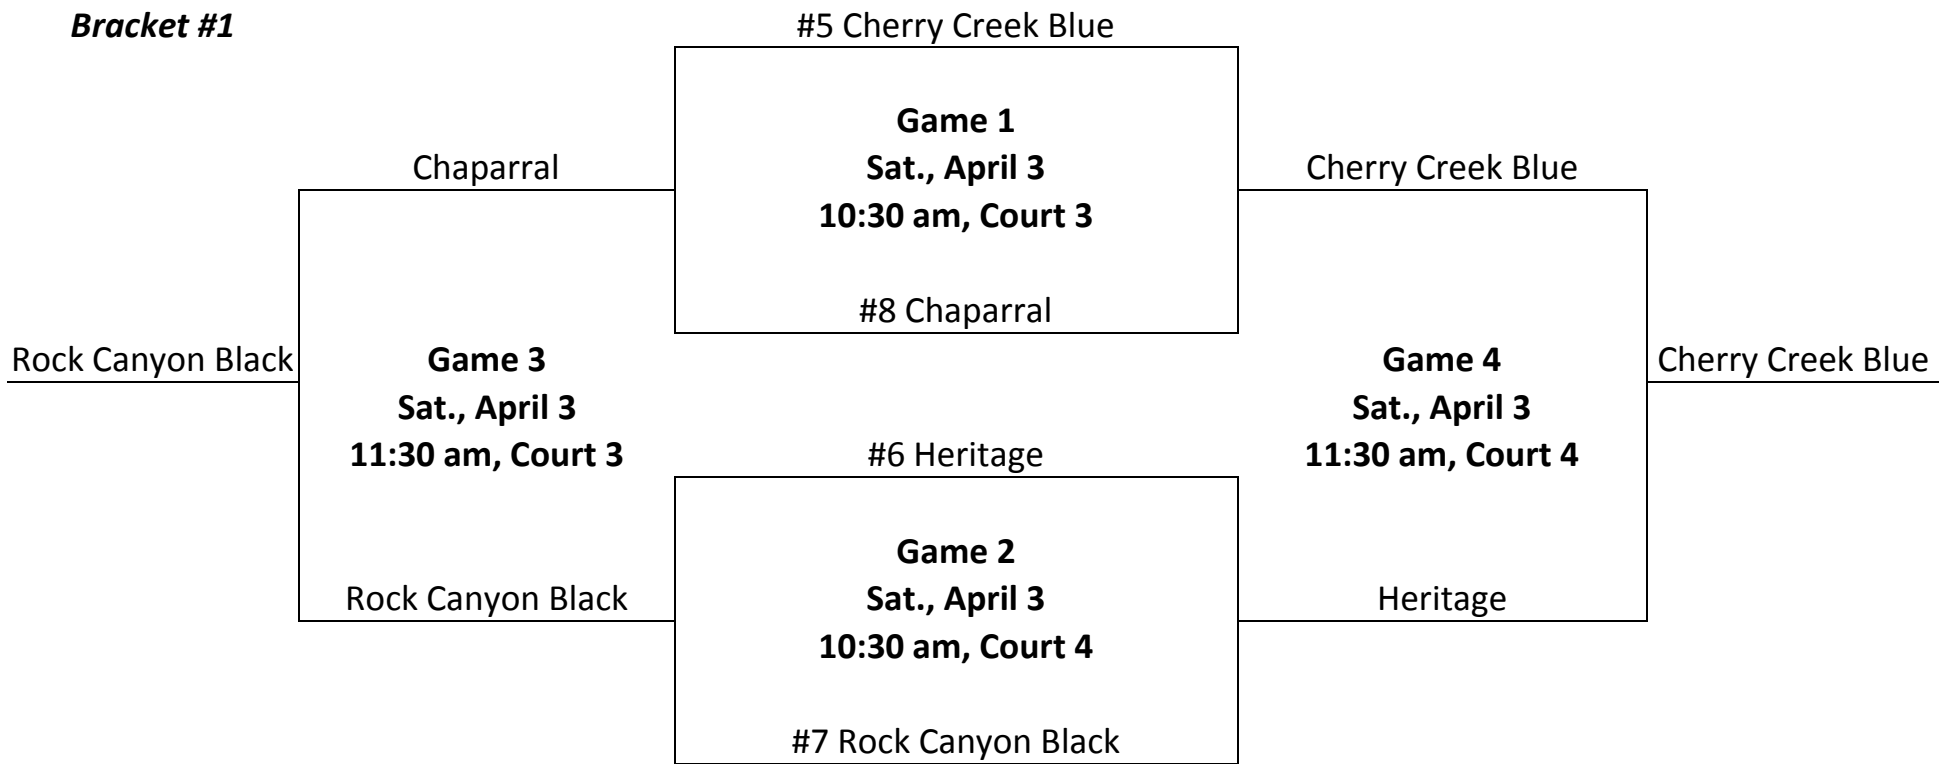 Bracket #1
#5 Cherry Creek Blue
Game 1
Sat., April 3
10:30 am, Court 3
Chaparral
Cherry Creek Blue
#8 Chaparral
Rock Canyon Black
Game 3
Sat., April 3
11:30 am, Court 3
Game 4
Sat., April 3
11:30 am, Court 4
Cherry Creek Blue
#6 Heritage
Game 2
Sat., April 3
10:30 am, Court 4
Rock Canyon Black
Heritage
#7 Rock Canyon Black